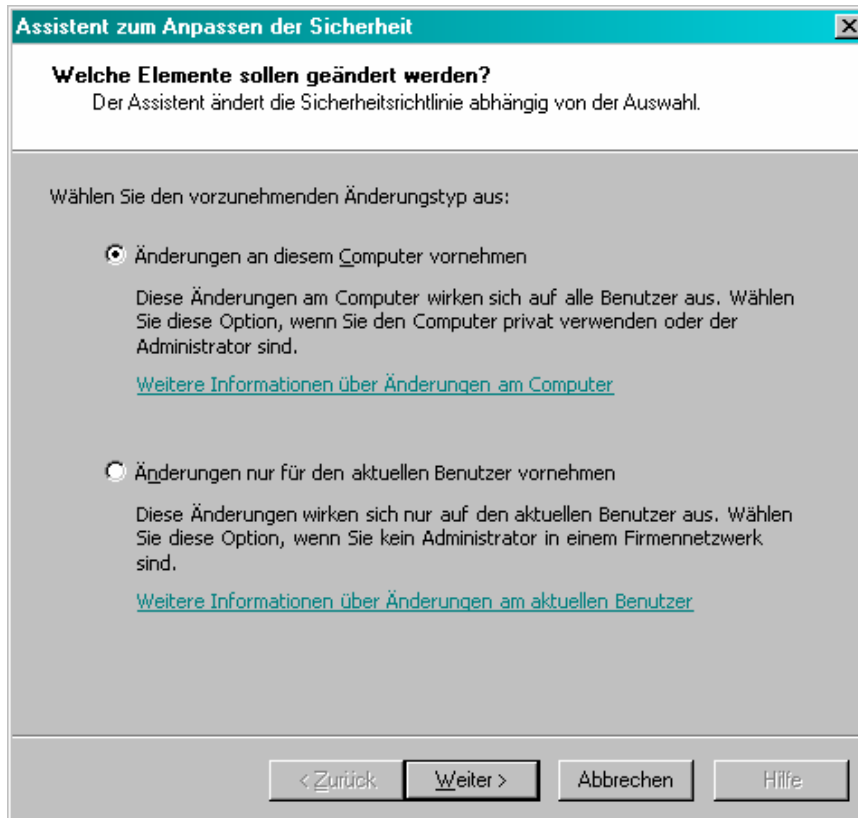 Assistent zum Anpassen der Sicherheit
Welche Elemente sollen geändert werden?
Der Assistent ändert die Sicherheitsrichtlinie abhängig von der Auswahl.
Wählen Sie den vorzunehmenden Änderungstyp aus:
Änderungen an diesem Computer vornehmen
Diese Änderungen am Computer wirken sich auf alle Benutzer aus. Wählen
Sie diese Option, wenn Sie den Computer privat verwenden oder der
Administrator sind.
Weitere Informationen über Änderungen am Computer
Änderungen nur für den aktuellen Benutzer vornehmen
Diese Änderungen wirken sich nur auf den aktuellen Benutzer aus. Wählen
Sie diese Option, wenn Sie kein Administrator in einem Firmennetzwerk
sind.
Weitere Informationen über Änderungen am aktuellen Benutzer
< Zurück Weiter > Abbrechen Hilfe